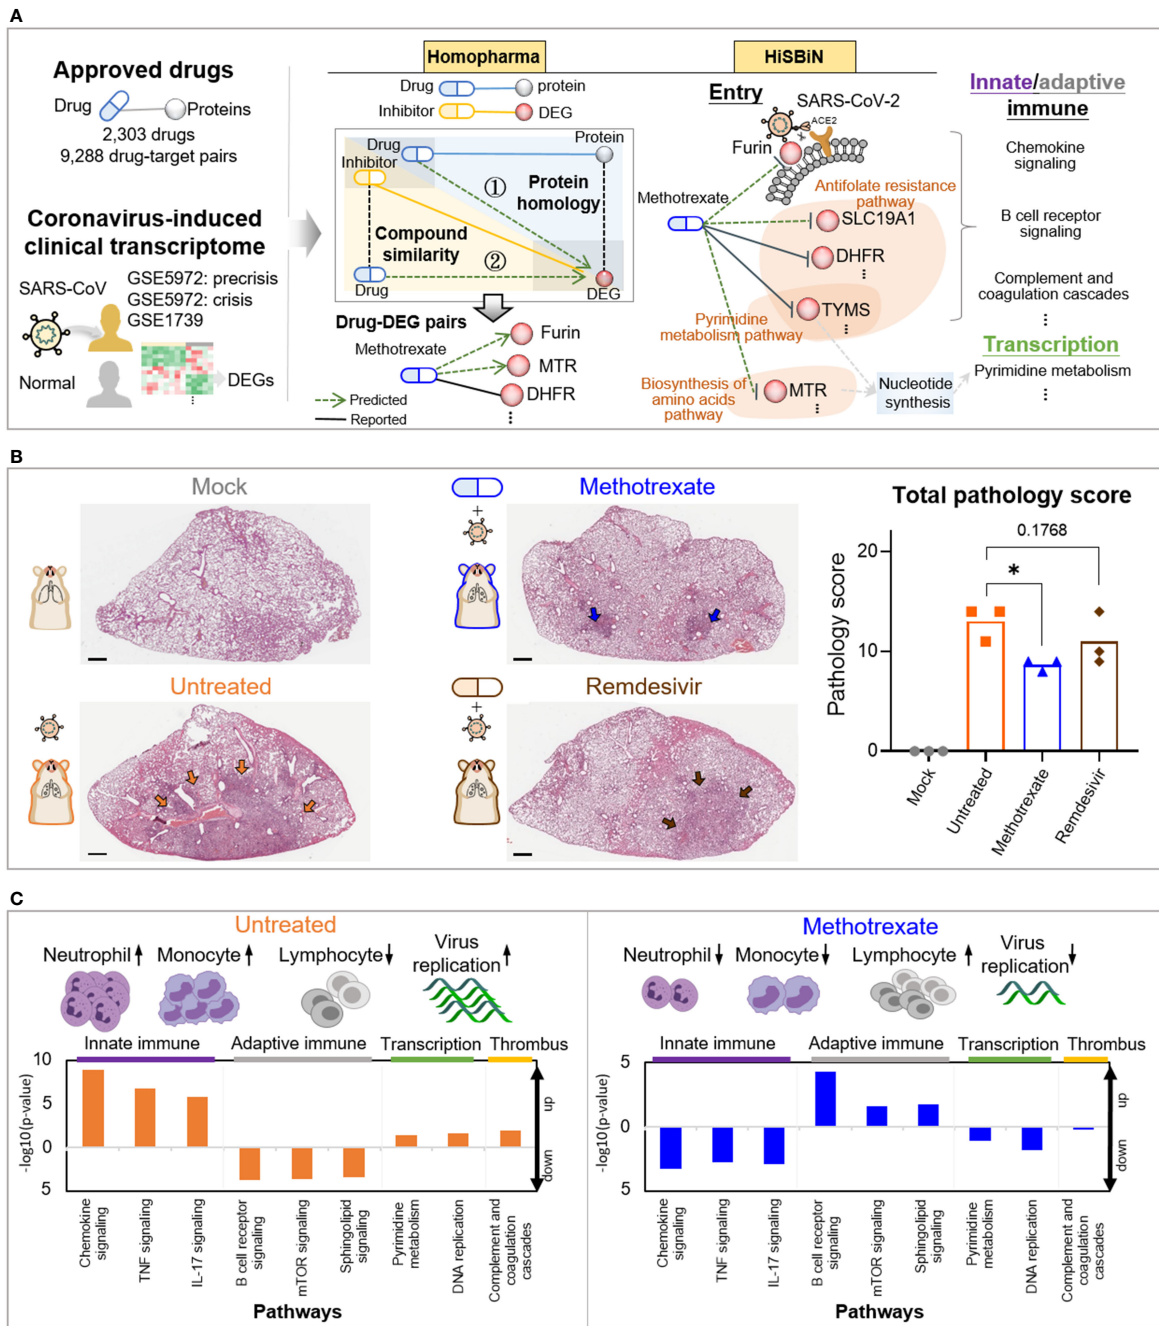 A
Approved drugs
Drug
Proteins
2,303 drugs
9,288 drug-target pairs
Coronavirus-induced
clinical transcriptome
SARS-CoV
GSE5972: precrisis
GSE5972: crisis
GSE1739
Normal
DEGs
⋮
Homopharma
Drug
protein
Inhibitor
DEG
Drug
Inhibitor
Protein
①
Protein
homology
Compound
similarity
②
Drug
DEG
Drug-DEG pairs
Methotrexate
Furin
MTR
DHFR
⋮
Predicted
Reported
HiSBiN
Entry
SARS-CoV-2
ACE2
Furin
Methotrexate
Antifolate resistance
pathway
SLC19A1
DHFR
⋮
TYMS
⋮
Pyrimidine
metabolism pathway
Biosynthesis of
amino acids
pathway
MTR
⋮
Nucleotide
synthesis
Innate/adaptive
immune
Chemokine
signaling
B cell receptor
signaling
Complement and
coagulation cascades
⋮
Transcription
Pyrimidine metabolism
⋮
B
Mock
Untreated
+
Methotrexate
+
Remdesivir
Total pathology score
0.1768
*
Pathology score
20
10
0
Mock
Untreated
Methotrexate
Remdesivir
C
Untreated
Neutrophil
Monocyte
Lymphocyte
Virus
replication
Innate immune
Adaptive immune
Transcription
Thrombus
-log10(p-value)
10
5
0
5
up
down
Chemokine
signaling
TNF signaling
IL-17 signaling
B cell receptor
signaling
mTOR signaling
Sphingolipid
signaling
Pyrimidine
metabolism
DNA replication
Complement and
coagulation
cascades
Pathways
Methotrexate
Neutrophil
Monocyte
Lymphocyte
Virus
replication
Innate immune
Adaptive immune
Transcription
Thrombus
-log10(p-value)
5
0
5
up
down
Chemokine
signaling
TNF signaling
IL-17 signaling
B cell receptor
signaling
mTOR signaling
Sphingolipid
signaling
Pyrimidine
metabolism
DNA replication
Complement and
coagulation
cascades
Pathways